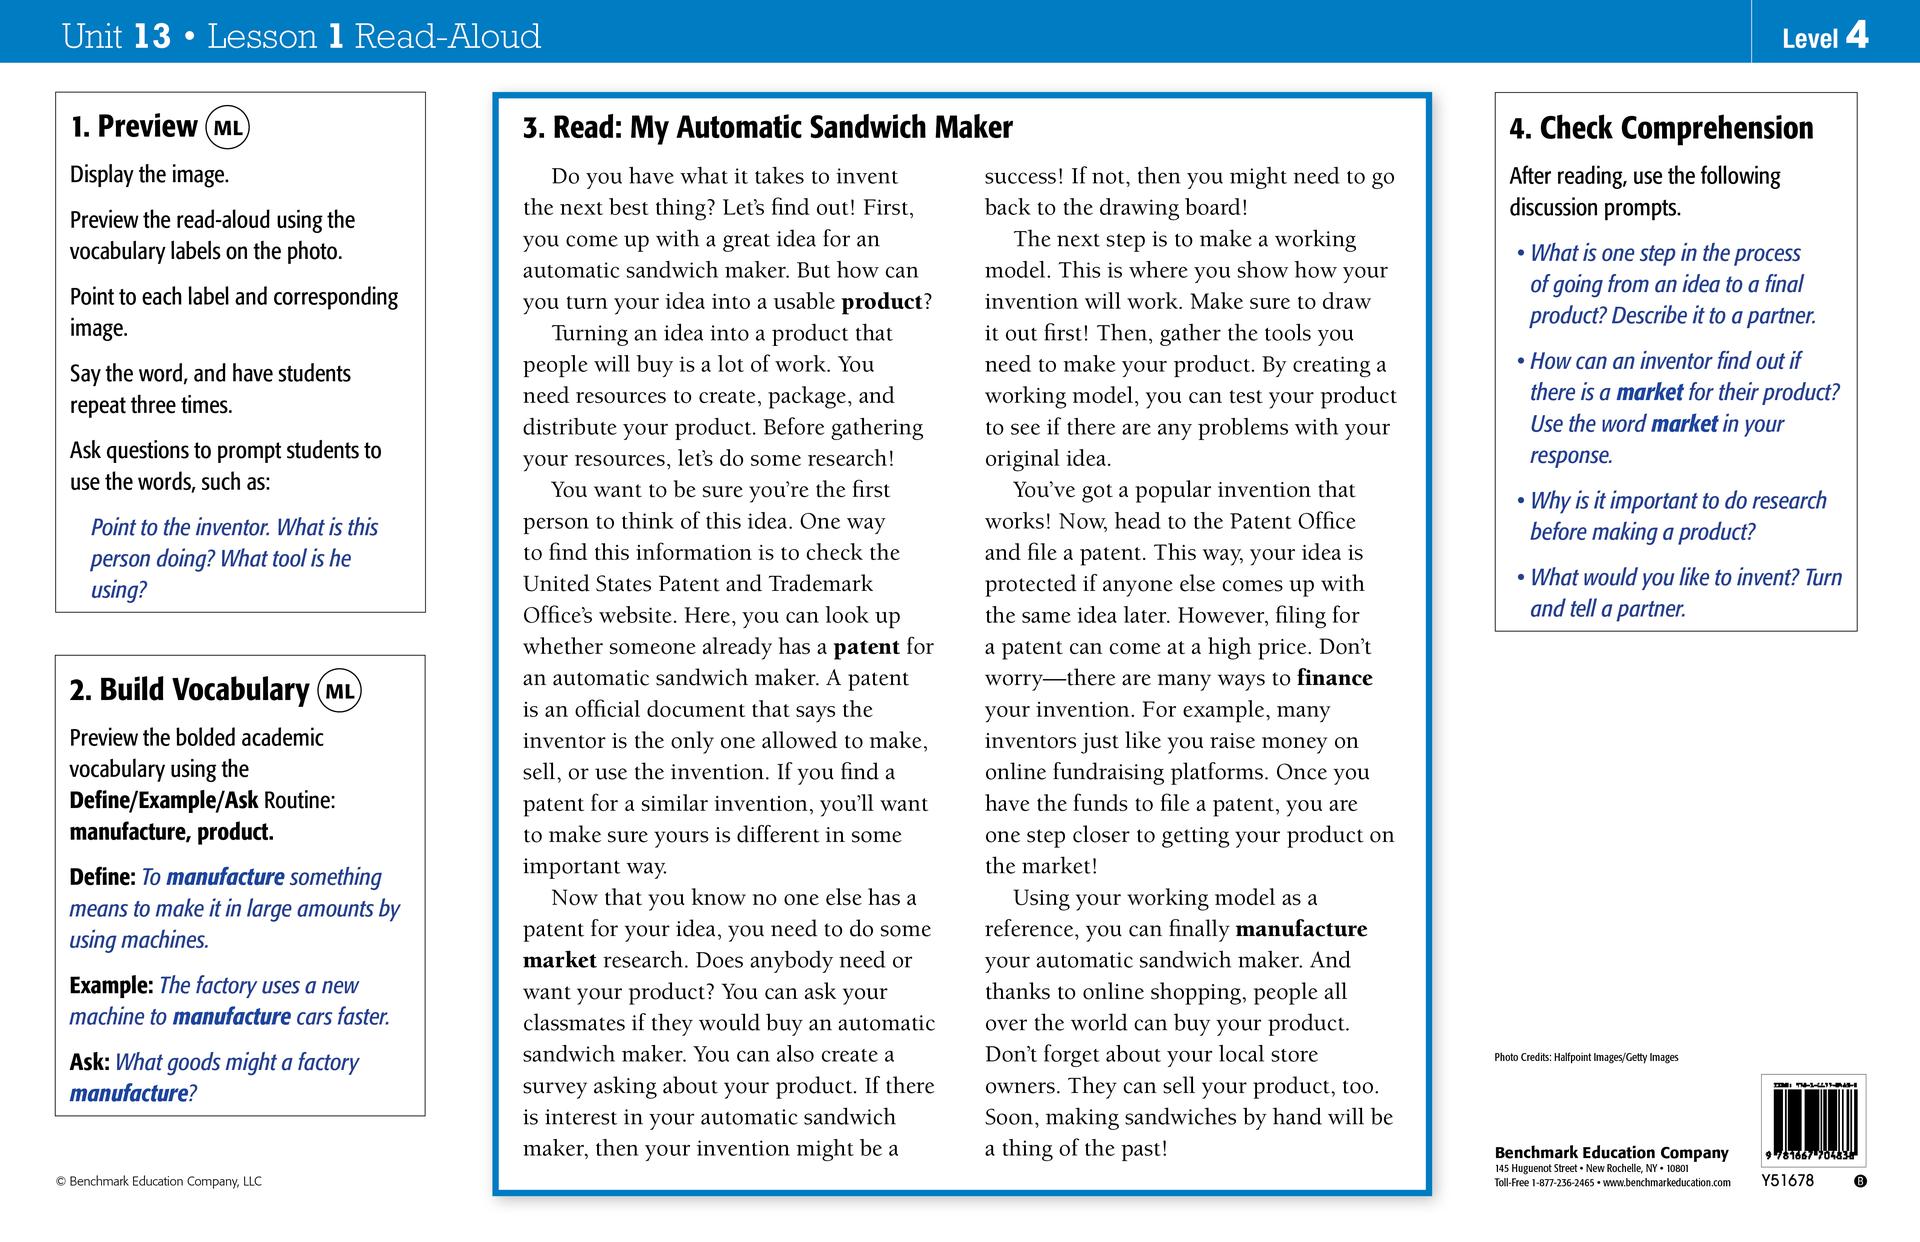 Unit 13 • Lesson 1 Read-Aloud
Level 4
1. Preview ML
Display the image.
Preview the read-aloud using the
vocabulary labels on the photo.
Point to each label and corresponding
image.
Say the word, and have students
repeat three times.
Ask questions to prompt students to
use the words, such as:
Point to the inventor. What is this
person doing? What tool is he
using?
2. Build Vocabulary ML
Preview the bolded academic
vocabulary using the
Define/Example/Ask Routine:
manufacture, product.
Define: To manufacture something
means to make it in large amounts by
using machines.
Example: The factory uses a new
machine to manufacture cars faster.
Ask: What goods might a factory
manufacture?
© Benchmark Education Company, LLC
3. Read: My Automatic Sandwich Maker
Do you have what it takes to invent
the next best thing? Let's find out! First,
you come up with a great idea for an
automatic sandwich maker. But how can
you turn your idea into a usable product?
Turning an idea into a product that
people will buy is a lot of work. You
need resources to create, package, and
distribute your product. Before gathering
your resources, let's do some research!
You want to be sure you're the first
person to think of this idea. One way
to find this information is to check the
United States Patent and Trademark
Office's website. Here, you can look up
whether someone already has a patent for
an automatic sandwich maker. A patent
is an official document that says the
inventor is the only one allowed to make,
sell, or use the invention. If you find a
patent for a similar invention, you'll want
to make sure yours is different in some
important way.
Now that you know no one else has a
patent for your idea, you need to do some
market research. Does anybody need or
want your product? You can ask your
classmates if they would buy an automatic
sandwich maker. You can also create a
survey asking about your product. If there
is interest in your automatic sandwich
maker, then your invention might be a
success! If not, then you might need to go
back to the drawing board!
The next step is to make a working
model. This is where you show how your
invention will work. Make sure to draw
it out first! Then, gather the tools you
need to make your product. By creating a
working model, you can test your product
to see if there are any problems with your
original idea.
You've got a popular invention that
works! Now, head to the Patent Office
and file a patent. This way, your idea is
protected if anyone else comes up with
the same idea later. However, filing for
a patent can come at a high price. Don't
worry—there are many ways to finance
your invention. For example, many
inventors just like you raise money on
online fundraising platforms. Once you
have the funds to file a patent, you are
one step closer to getting your product on
the market!
Using your working model as a
reference, you can finally manufacture
your automatic sandwich maker. And
thanks to online shopping, people all
over the world can buy your product.
Don't forget about your local store
owners. They can sell your product, too.
Soon, making sandwiches by hand will be
a thing of the past!
4. Check Comprehension
After reading, use the following
discussion prompts.
• What is one step in the process
of going from an idea to a final
product? Describe it to a partner.
• How can an inventor find out if
there is a market for their product?
Use the word market in your
response.
• Why is it important to do research
before making a product?
• What would you like to invent? Turn
and tell a partner.
Photo Credits: Halfpoint Images/Getty Images
Benchmark Education Company
145 Huguenot Street • New Rochelle, NY • 10801
Toll-Free 1-877-236-2465 • www.benchmarkeducation.com
Y51678
B